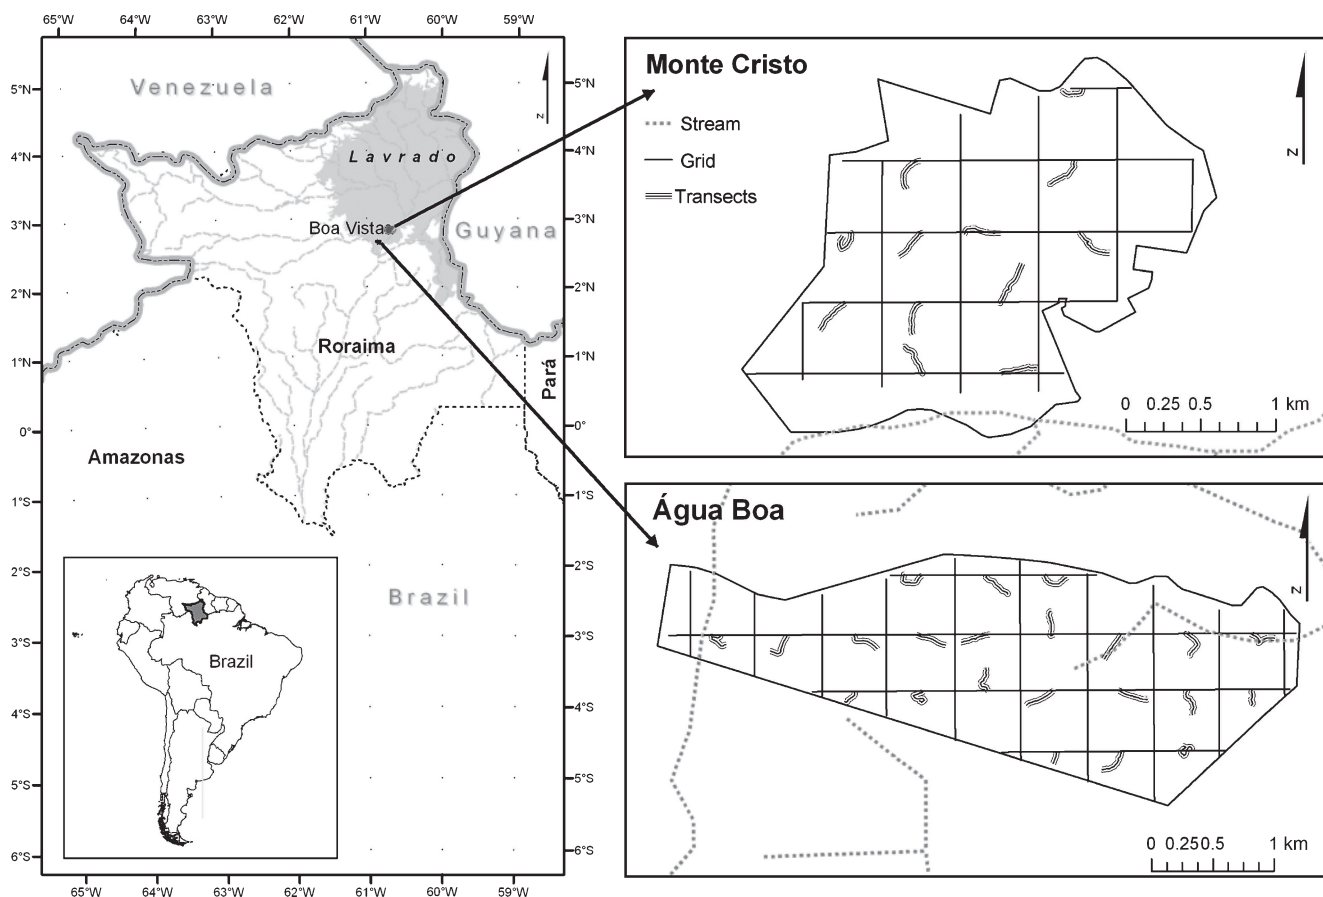 65°W 64°W 63°W 62°W 61°W 60°W 59°W
Venezuela
5°N
5°N
z
Lavrado
4°N
4°N
Boa Vista
3°N
3°N
Guyana
2°N
2°N
Roraima
1°N
1°N
Pará
0°
0°
Amazonas
1°S
1°S
2°S
2°S
Brazil
3°S
3°S
Brazil
4°S
4°S
5°S
5°S
6°S
6°S
65°W 64°W 63°W 62°W 61°W 60°W 59°W
Monte Cristo
Stream
Grid
Transects
z
0 0.25 0.5 1 km
Água Boa
z
0 0.25 0.5 1 km